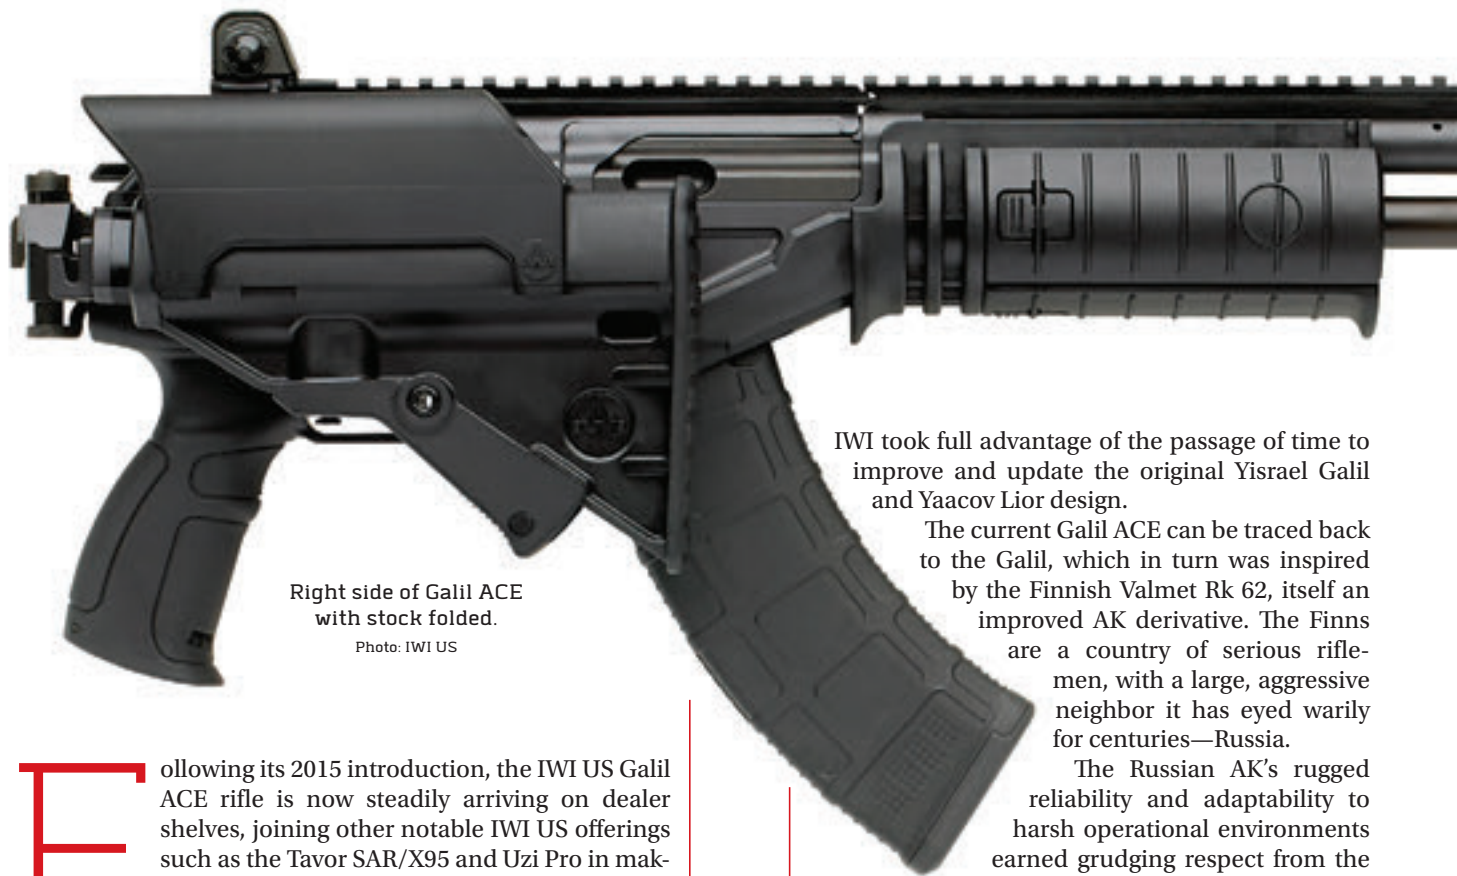 Right side of Galil ACE
with stock folded.
Photo: IWI US
Following its 2015 introduction, the IWI US Galil
ACE rifle is now steadily arriving on dealer
shelves, joining other notable IWI US offerings
such as the Tavor SAR/X95 and Uzi Pro in mak-
IWI took full advantage of the passage of time to
improve and update the original Yisrael Galil
and Yaacov Lior design.
The current Galil ACE can be traced back
to the Galil, which in turn was inspired
by the Finnish Valmet Rk 62, itself an
improved AK derivative. The Finns
are a country of serious rifle-
men, with a large, aggressive
neighbor it has eyed warily
for centuries—Russia.
The Russian AK's rugged
reliability and adaptability to
harsh operational environments
earned grudging respect from the